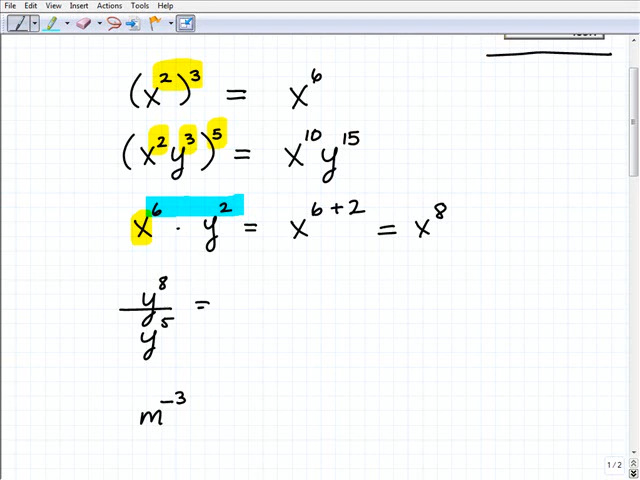 File Edit View Insert Actions Tools Help
(x²)³ = x⁶
(x²y³)⁵ = x¹⁰y¹⁵
x⁶ · y² = x⁶⁺² = x⁸
y⁸
y⁵ =
m⁻³
1/2